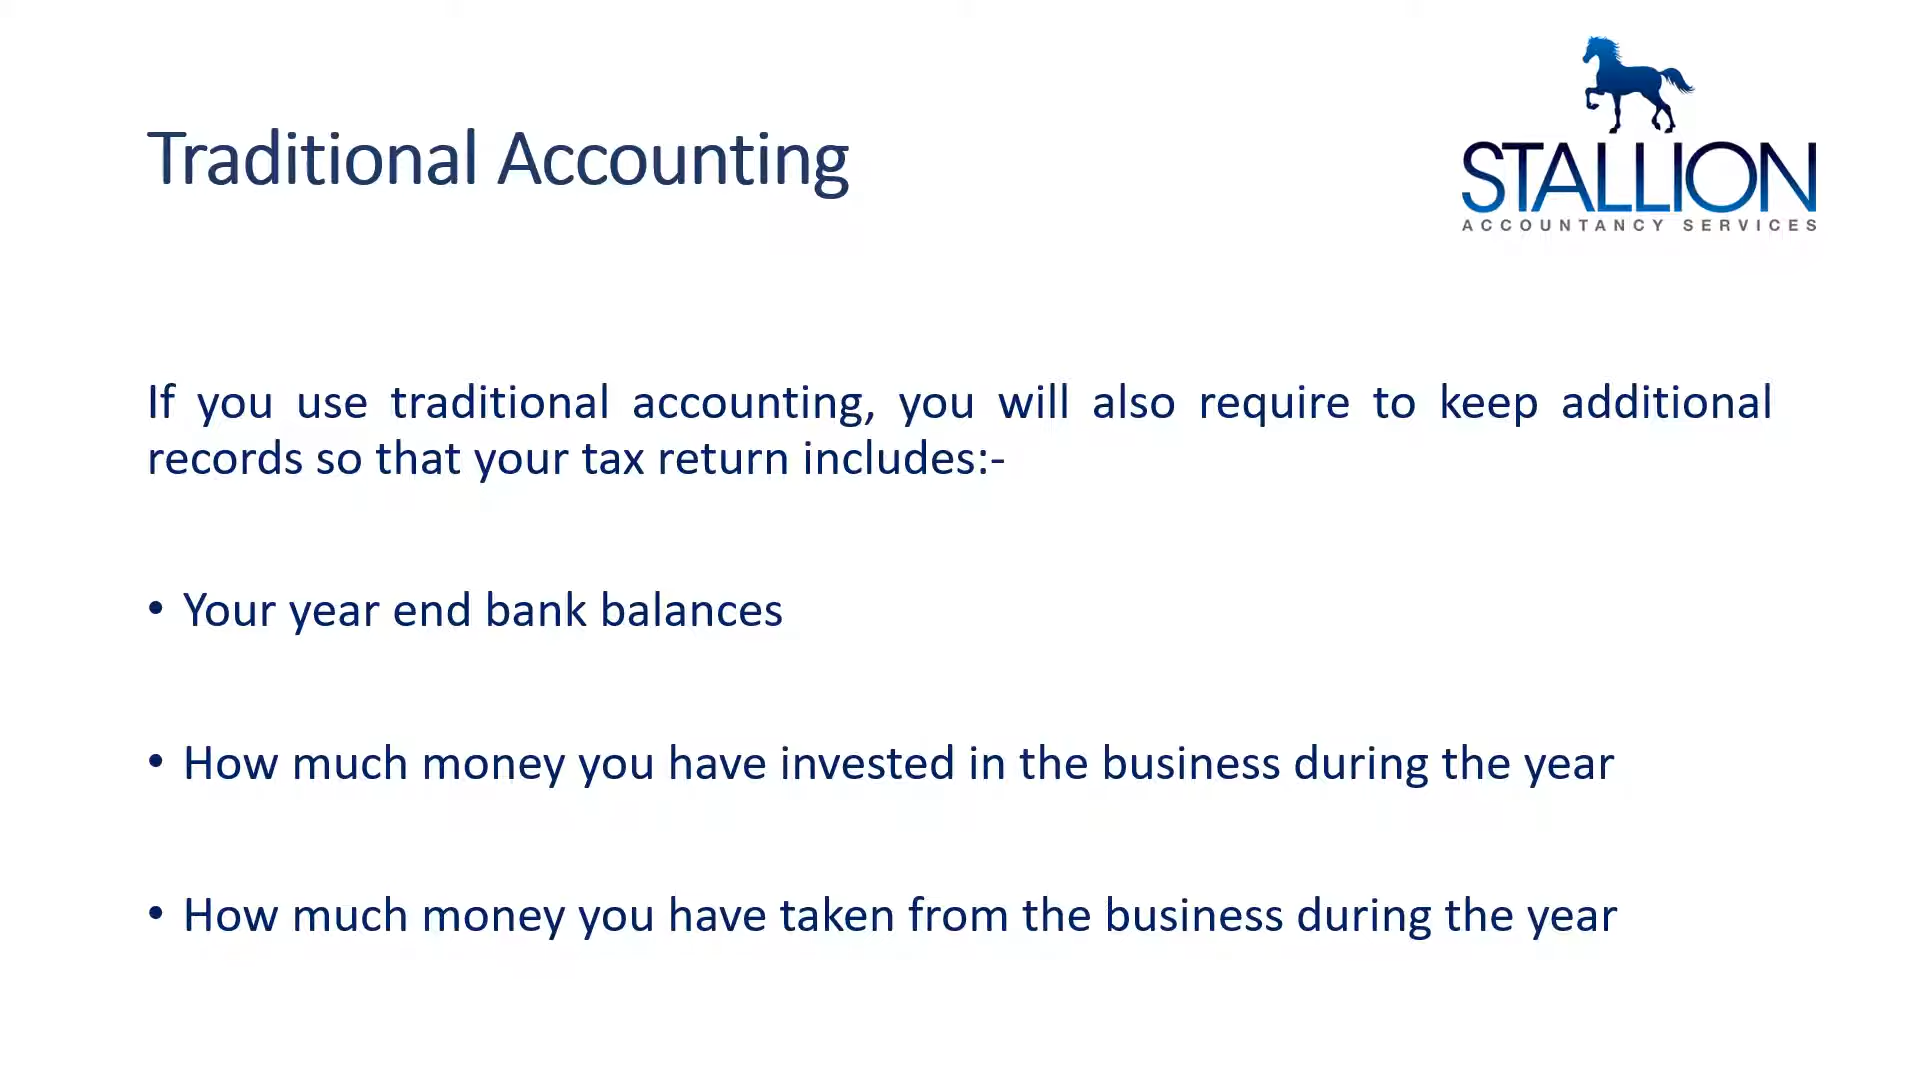 STALLION
ACCOUNTANCY SERVICES
Traditional Accounting
If you use traditional accounting, you will also require to keep additional
records so that your tax return includes:-
• Your year end bank balances
• How much money you have invested in the business during the year
• How much money you have taken from the business during the year